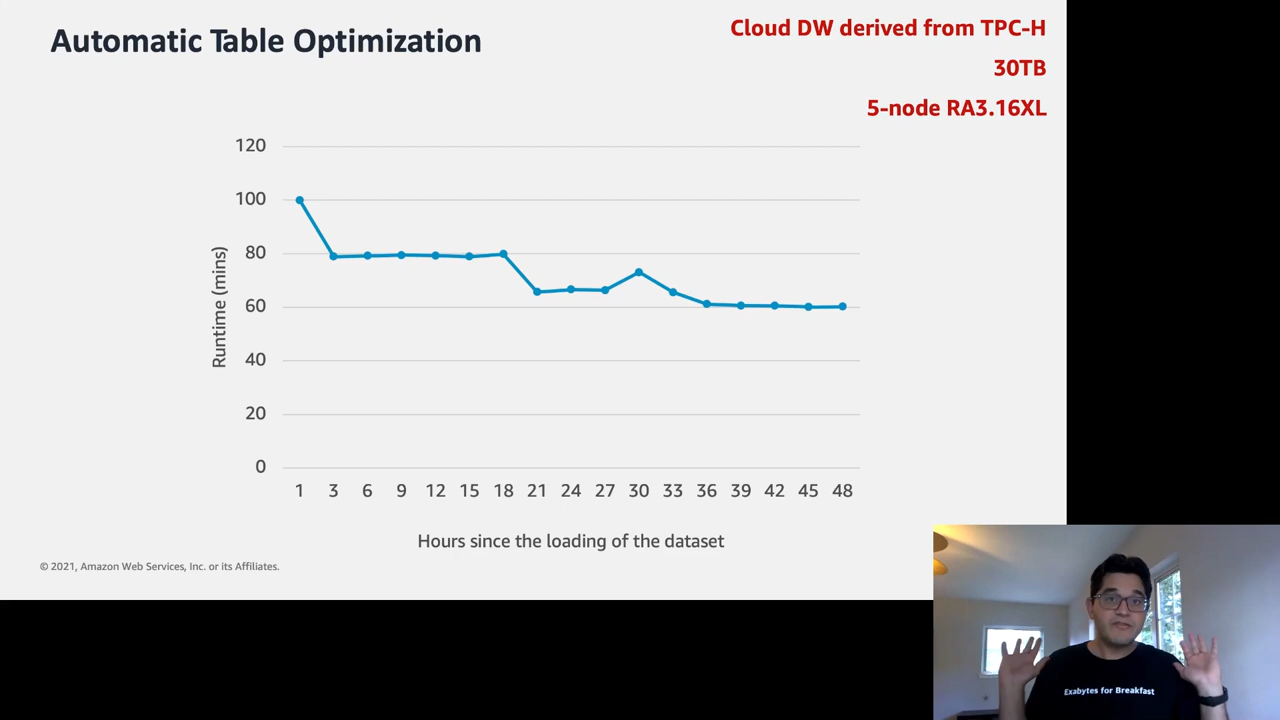 Automatic Table Optimization
Cloud DW derived from TPC-H
30TB
5-node RA3.16XL
120
100
80
60
40
20
0
Runtime (mins)
1 3 6 9 12 15 18 21 24 27 30 33 36 39 42 45 48
Hours since the loading of the dataset
© 2021, Amazon Web Services, Inc. or its Affiliates.
Exabytes for Breakfast